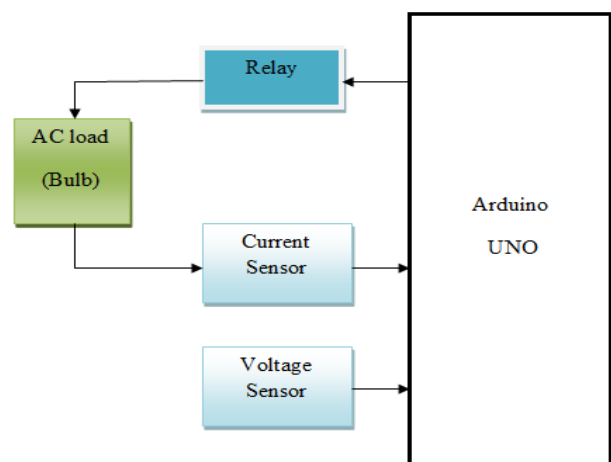 Relay
AC load
(Bulb)
Arduino
UNO
Current
Sensor
Voltage
Sensor